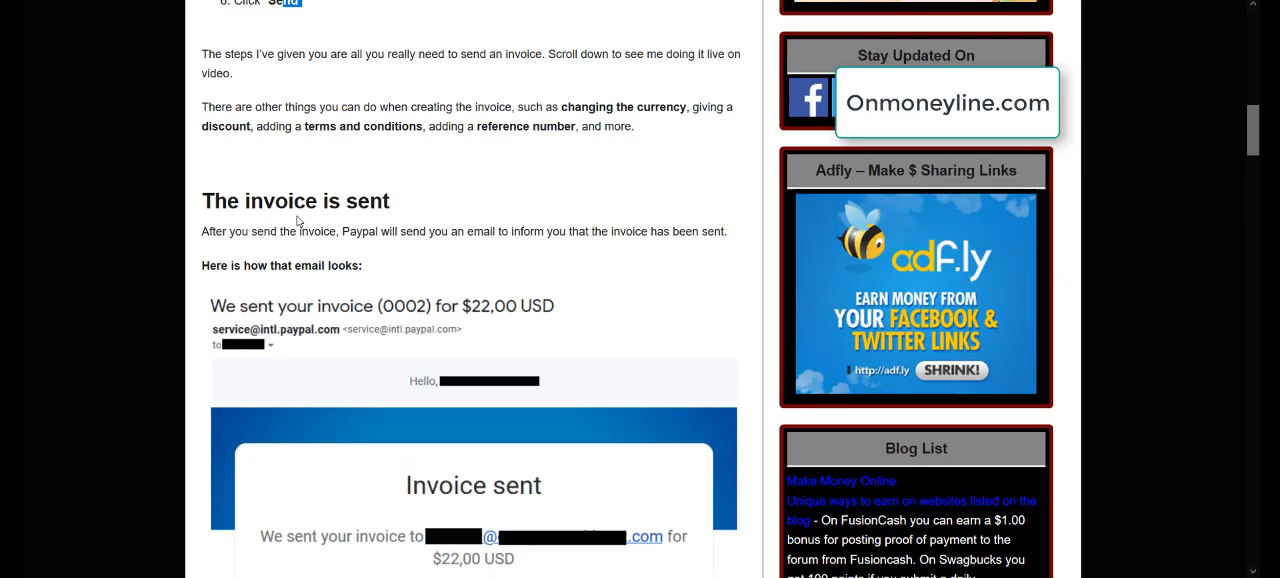 6. Click "Send"
The steps I've given you are all you really need to send an invoice. Scroll down to see me doing it live on
video.
There are other things you can do when creating the invoice, such as changing the currency, giving a
discount, adding a terms and conditions, adding a reference number, and more.
The invoice is sent
After you send the invoice, Paypal will send you an email to inform you that the invoice has been sent.
Here is how that email looks:
We sent your invoice (0002) for $22,00 USD
service@intl.paypal.com <service@intl.paypal.com>
to
Hello,
Invoice sent
We sent your invoice to @ .com for
$22,00 USD
Stay Updated On
f
Onmoneyline.com
Adfly – Make $ Sharing Links
adf.ly
EARN MONEY FROM
YOUR FACEBOOK &
TWITTER LINKS
http://adf.ly SHRINK!
Blog List
Make Money Online
Unique ways to earn on websites listed on the
blog - On FusionCash you can earn a $1.00
bonus for posting proof of payment to the
forum from Fusioncash. On Swagbucks you
get 100 points if you submit a daily